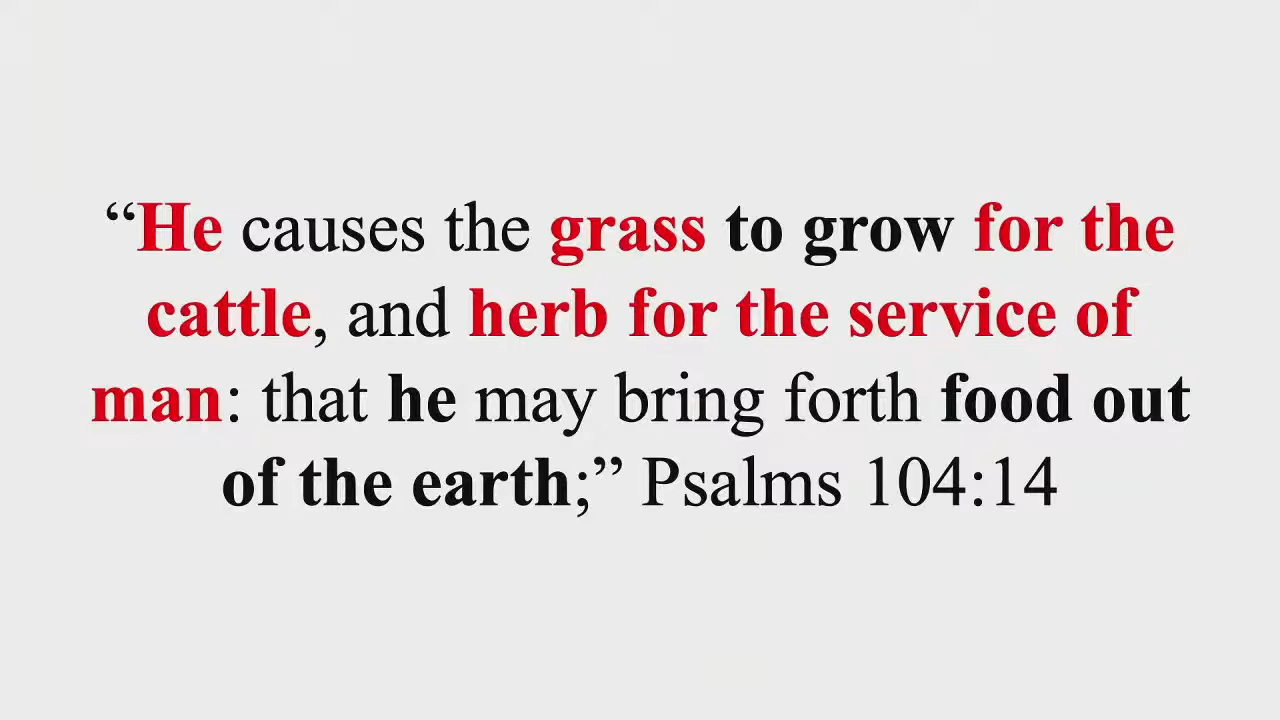 “He causes the grass to grow for the
cattle, and herb for the service of
man: that he may bring forth food out
of the earth;” Psalms 104:14